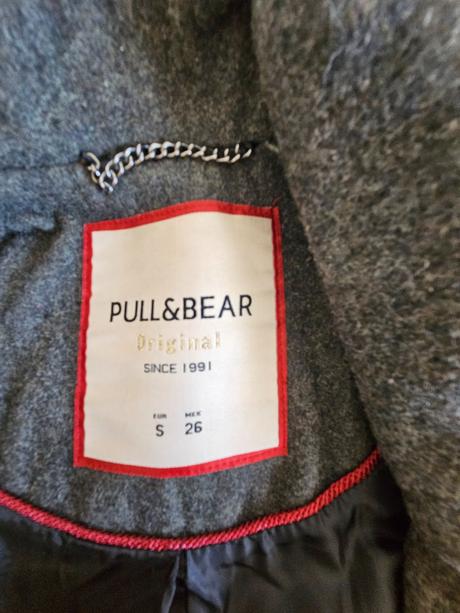 PULL&BEAR
Original
SINCE 1991
EUR MEX
S 26